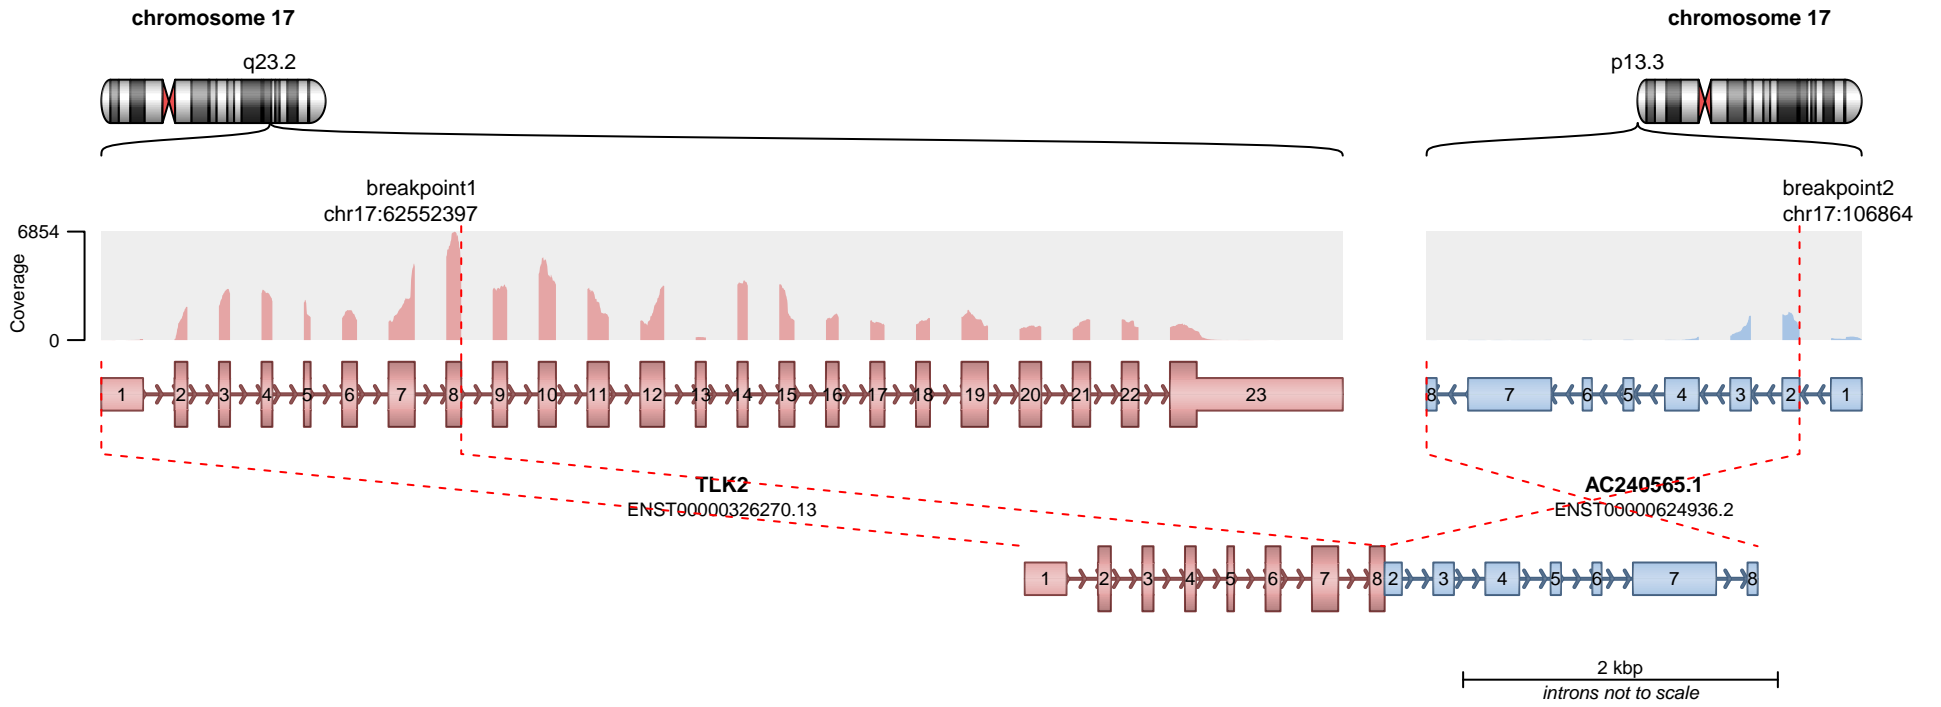 chromosome 17
chromosome 17
q23.2
p13.3
breakpoint1
chr17:62552397
breakpoint2
chr17:106864
6854
0
Coverage
1 2 3 4 5 6 7 8 9 10 11 12 13 14 15 16 17 18 19 20 21 22 23
8 7 6 5 4 3 2 1
TLK2
ENST00000326270.13
AC240565.1
ENST00000624936.2
1 2 3 4 5 6 7 8 2 3 4 5 6 7 8
2 kbp
introns not to scale